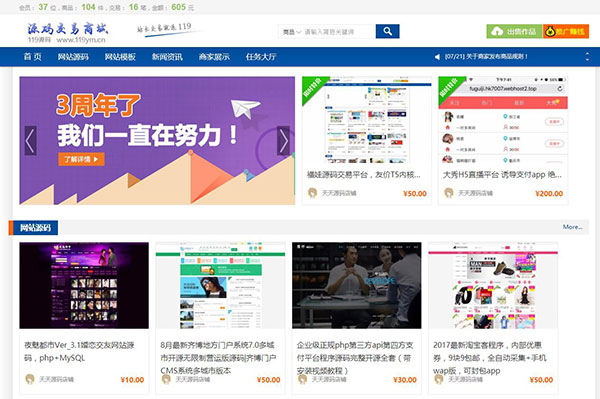 会员： 37 位，商品： 104 件，交易： 16 笔，金额： 605 元
源码交易商城
119源码 www.119ym.cn
站长交易就选119
商品 请输入简短关键词
出售作品
推广赚钱
首 页 网站源码 网站模板 新闻资讯 商家展示 任务大厅
[07/21] 关于商家发布商品规则！
3周年了
我们一直在努力！
了解详情
限时特价
限时特价
fuguiji.hk7007.webhost2.top
福娃源码交易平台，友价T5内核...
天天源码店铺 ¥50.00
大秀H5直播平台 诱导支付app 绝...
天天源码店铺 ¥200.00
网站源码
More...
夜魅都市Ver_3.1婚恋交友网站源
码，php+MySQL
天天源码店铺 ¥10.00
8月最新齐博地方门户系统7.0多城
市开源无限制营运版源码|齐博门户
CMS系统多城市版本
天天源码店铺 ¥50.00
企业级正规php第三方api第四方支
付平台程序源码完整开源全套（带
安装视频教程）
天天源码店铺 ¥30.00
2017最新淘宝客程序，内部优惠
券，9块9包邮，全自动采集+手机
wap版，可封包app
天天源码店铺 ¥50.00